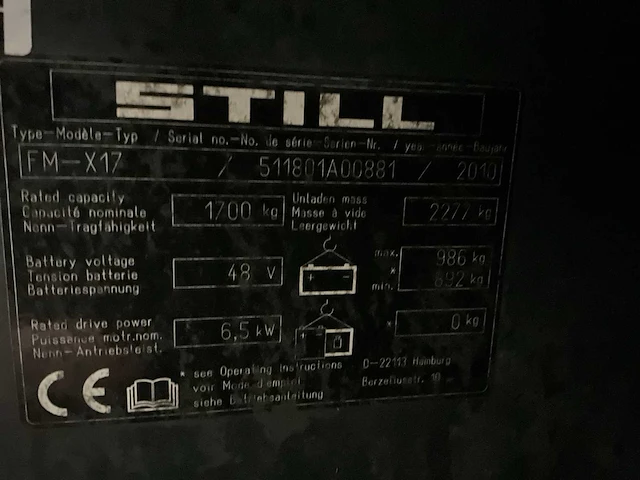 STILL
Type-Modèle-Typ / Serial no.-No. de série-Serien-Nr. / year-année-Baujahr
FM-X17 / 511801A00881 / 2010
Rated capacity
Capacité nominale
Nenn-Tragfähigkeit
1700 kg
Unladen mass
Masse à vide
Leergewicht
2277 kg
Battery voltage
Tension batterie
Batteriespannung
48 V
max. 986 kg
*
min. 892 kg
Rated drive power
Puissance motr.nom.
Nenn-Antriebsleist.
6,5 kW
* 0 kg
* see Operating Instructions
voir Mode d'emploi
siehe Betriebsanleitung
D-22113 Hamburg
Berzeliusstr. 10
CE